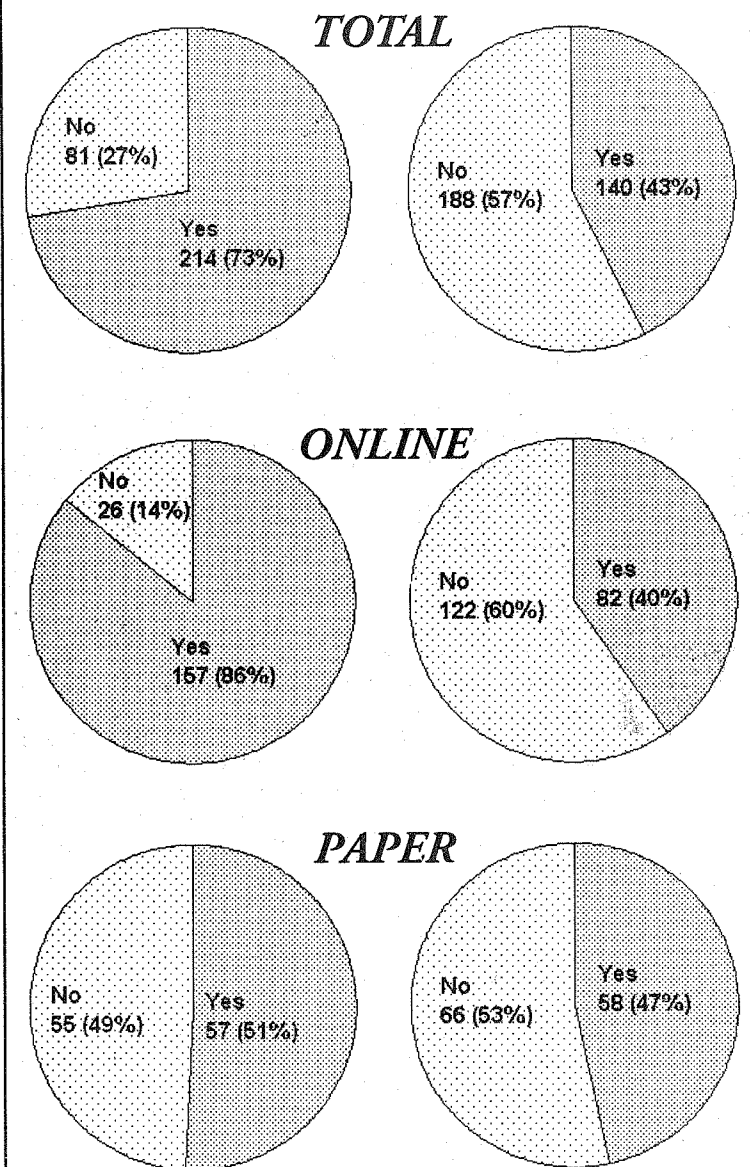 TOTAL
No
81 (27%)
Yes
214 (73%)
No
188 (57%)
Yes
140 (43%)
ONLINE
No
26 (14%)
Yes
157 (86%)
No
122 (60%)
Yes
82 (40%)
PAPER
No
55 (49%)
Yes
57 (51%)
No
66 (53%)
Yes
58 (47%)